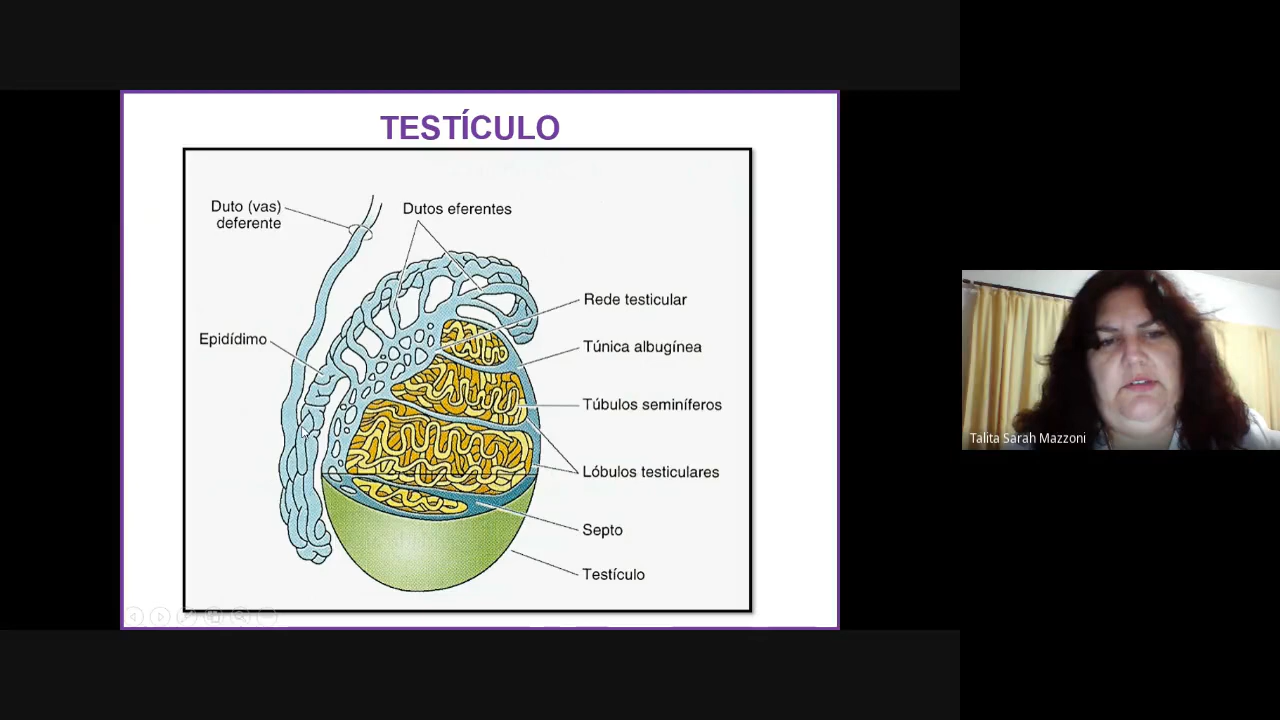 TESTÍCULO
Duto (vas)
deferente
Dutos eferentes
Rede testicular
Epidídimo
Túnica albugínea
Túbulos seminíferos
Lóbulos testiculares
Septo
Testículo
Talita Sarah Mazzoni